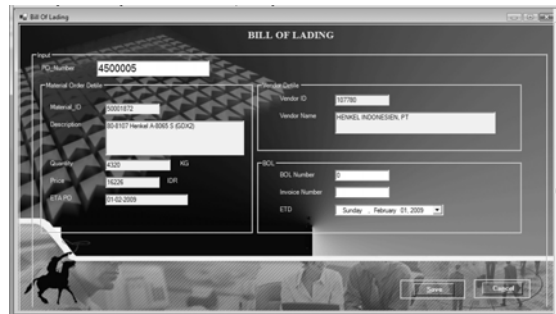 Bill Of Lading
BILL OF LADING
Input
PO_Number 4500005
Material Order Detile
Material_ID 50001872
Description 80-8107 Henkel A-8065 S (GDX2)
Quantity 4320 KG
Price 16226 IDR
ETA PO 01-02-2009
Vendor Detile
Vendor ID 107780
Vendor Name HENKEL INDONESIEN, PT
BOL
BOL Number 0
Invoice Number
ETD Sunday , February 01, 2009
Save Cancel